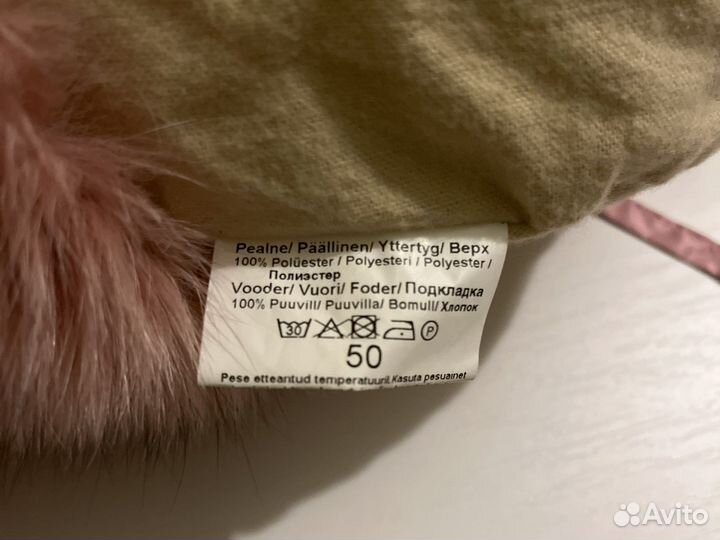 Pealne/ Päällinen/ Yttertyg/ Верх
100% Polüester / Polyesteri / Polyester /
Полиэстер
Vooder/ Vuori/ Foder/ Подкладка
100% Puuvill/ Puuvilla/ Bomull/ Хлопок
30 P
50
Pese etteantud temperatuuril. Kasuta pesuainet
Avito